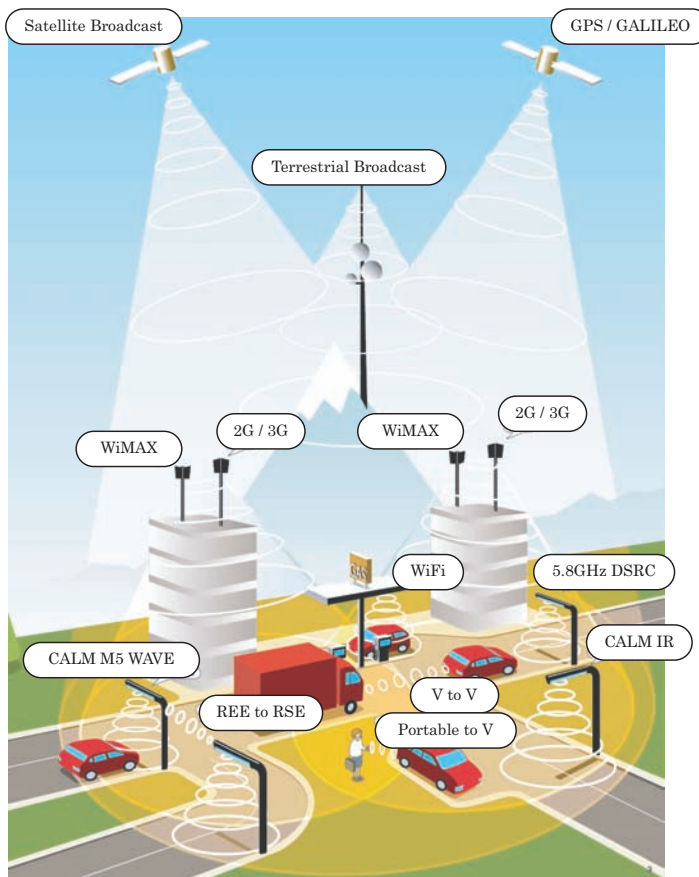 Satellite Broadcast
GPS / GALILEO
Terrestrial Broadcast
2G / 3G
WiMAX
2G / 3G
WiMAX
GAS
WiFi
5.8GHz DSRC
CALM IR
CALM M5 WAVE
V to V
REE to RSE
Portable to V